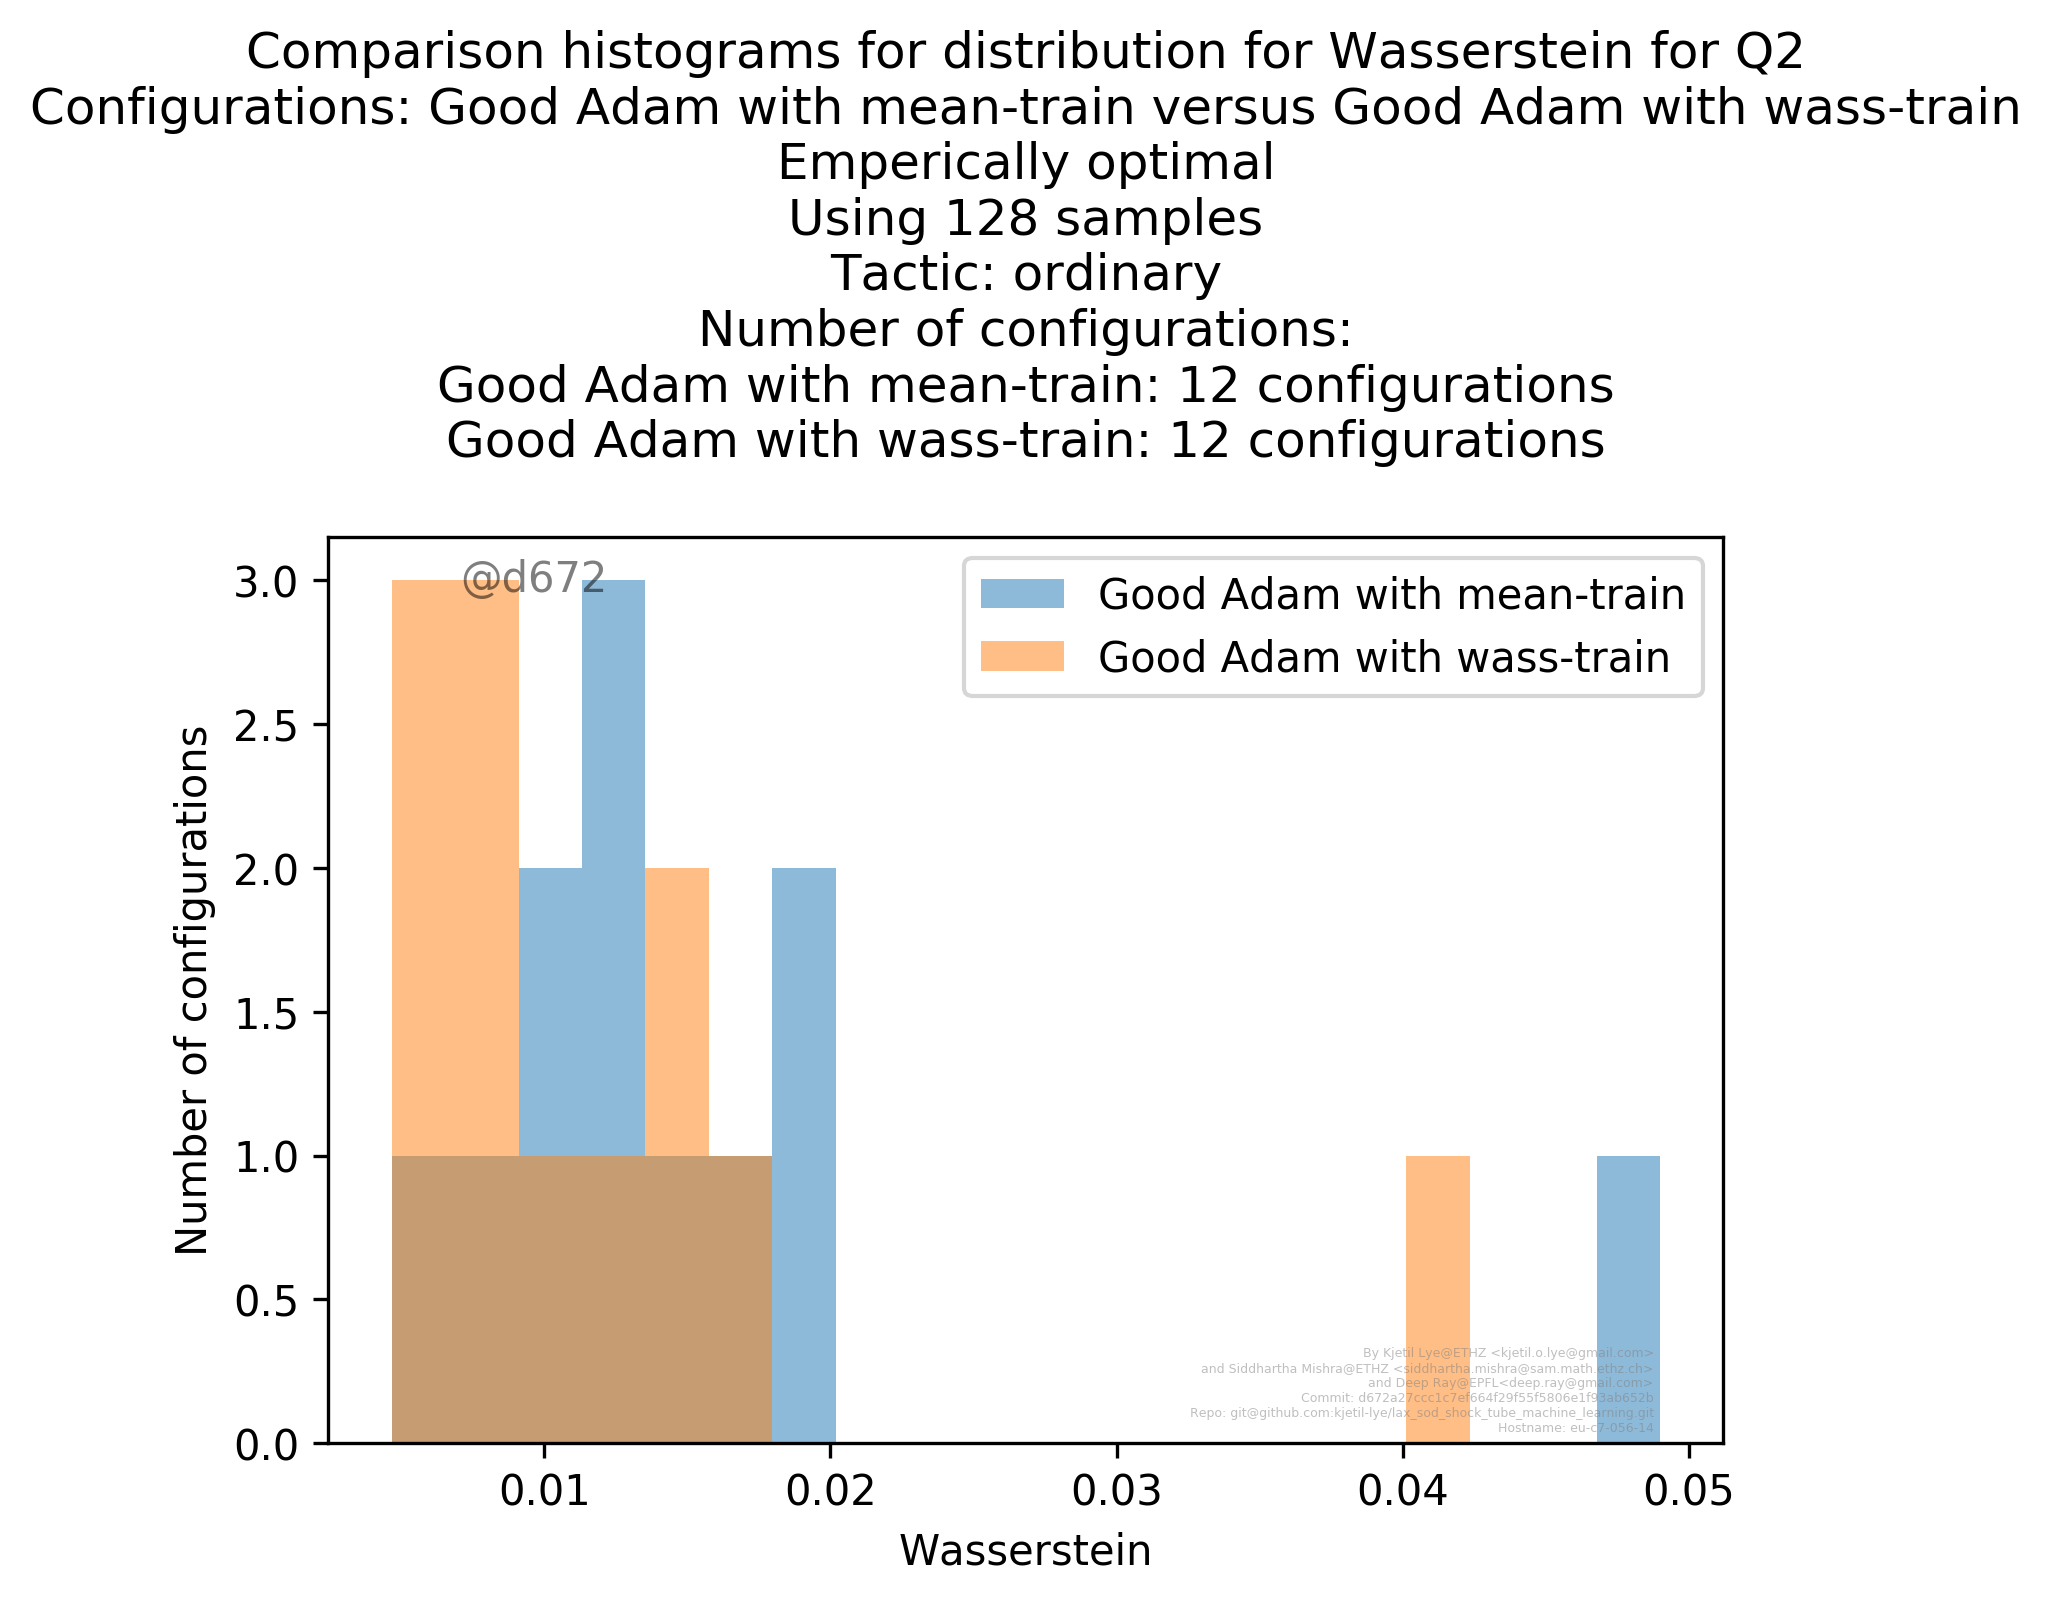 Comparison histograms for distribution for Wasserstein for Q2
Configurations: Good Adam with mean-train versus Good Adam with wass-train
Emperically optimal
Using 128 samples
Tactic: ordinary
Number of configurations:
Good Adam with mean-train: 12 configurations
Good Adam with wass-train: 12 configurations
@d672
Good Adam with mean-train
Good Adam with wass-train
3.0
2.5
2.0
1.5
1.0
0.5
0.0
Number of configurations
By Kjetil Lye@ETHZ <kjetil.o.lye@gmail.com>
and Siddhartha Mishra@ETHZ <siddhartha.mishra@sam.math.ethz.ch>
and Deep Ray@EPFL<deep.ray@gmail.com>
Commit: d672a27ccc1c7ef664f29f55f5806e1f93ab652b
Repo: git@github.com:kjetil-lye/lax_sod_shock_tube_machine_learning.git
Hostname: eu-c7-056-14
0.01
0.02
0.03
0.04
0.05
Wasserstein